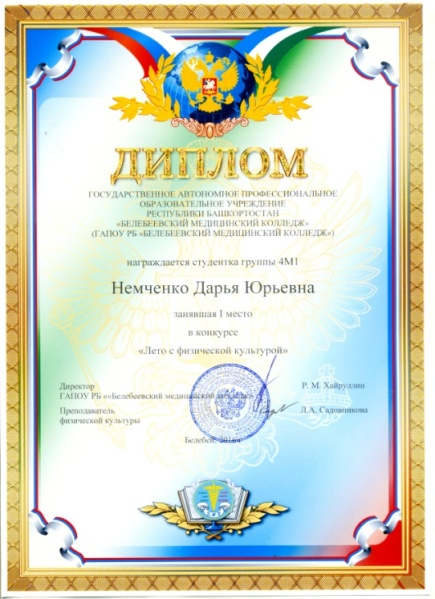 ДИПЛОМ
ГОСУДАРСТВЕННОЕ АВТОНОМНОЕ ПРОФЕССИОНАЛЬНОЕ
ОБРАЗОВАТЕЛЬНОЕ УЧРЕЖДЕНИЕ
РЕСПУБЛИКИ БАШКОРТОСТАН
«БЕЛЕБЕЕВСКИЙ МЕДИЦИНСКИЙ КОЛЛЕДЖ»
(ГАПОУ РБ «БЕЛЕБЕЕВСКИЙ МЕДИЦИНСКИЙ КОЛЛЕДЖ»)
награждается студентка группы 4М1
Немченко Дарья Юрьевна
занявшая I место
в конкурсе
«Лето с физической культурой»
Директор Р. М. Хайруллин
ГАПОУ РБ ««Белебеевский медицинский колледж»
Преподаватель Л.А. Садовникова
физической культуры
Белебей,